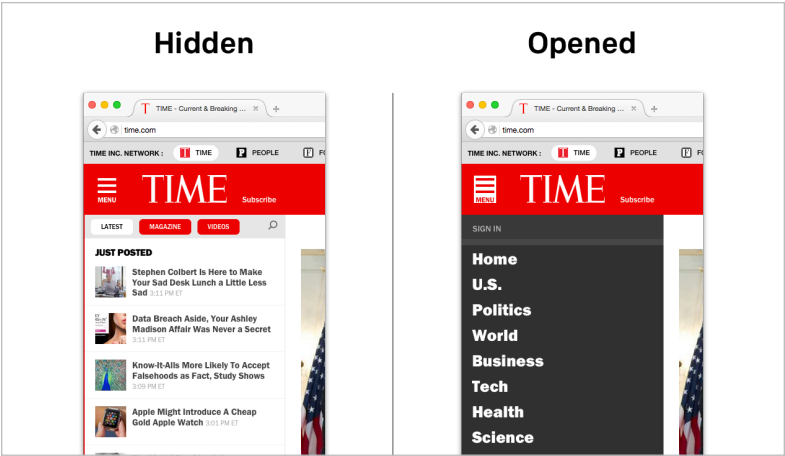 Hidden
Opened
TIME - Current & Breaking ...
time.com
TIME INC. NETWORK :
TIME
PEOPLE
FO
MENU
TIME
Subscribe
LATEST
MAGAZINE
VIDEOS
JUST POSTED
Stephen Colbert Is Here to Make
Your Sad Desk Lunch a Little Less
Sad 3:11 PM ET
Data Breach Aside, Your Ashley
Madison Affair Was Never a Secret
3:11 PM ET
Know-It-Alls More Likely To Accept
Falsehoods as Fact, Study Shows
3:09 PM ET
Apple Might Introduce A Cheap
Gold Apple Watch 3:01 PM ET
TIME - Current & Breaking ...
time.com
TIME INC. NETWORK :
TIME
PEOPLE
FO
MENU
TIME
Subscribe
SIGN IN
Home
U.S.
Politics
World
Business
Tech
Health
Science